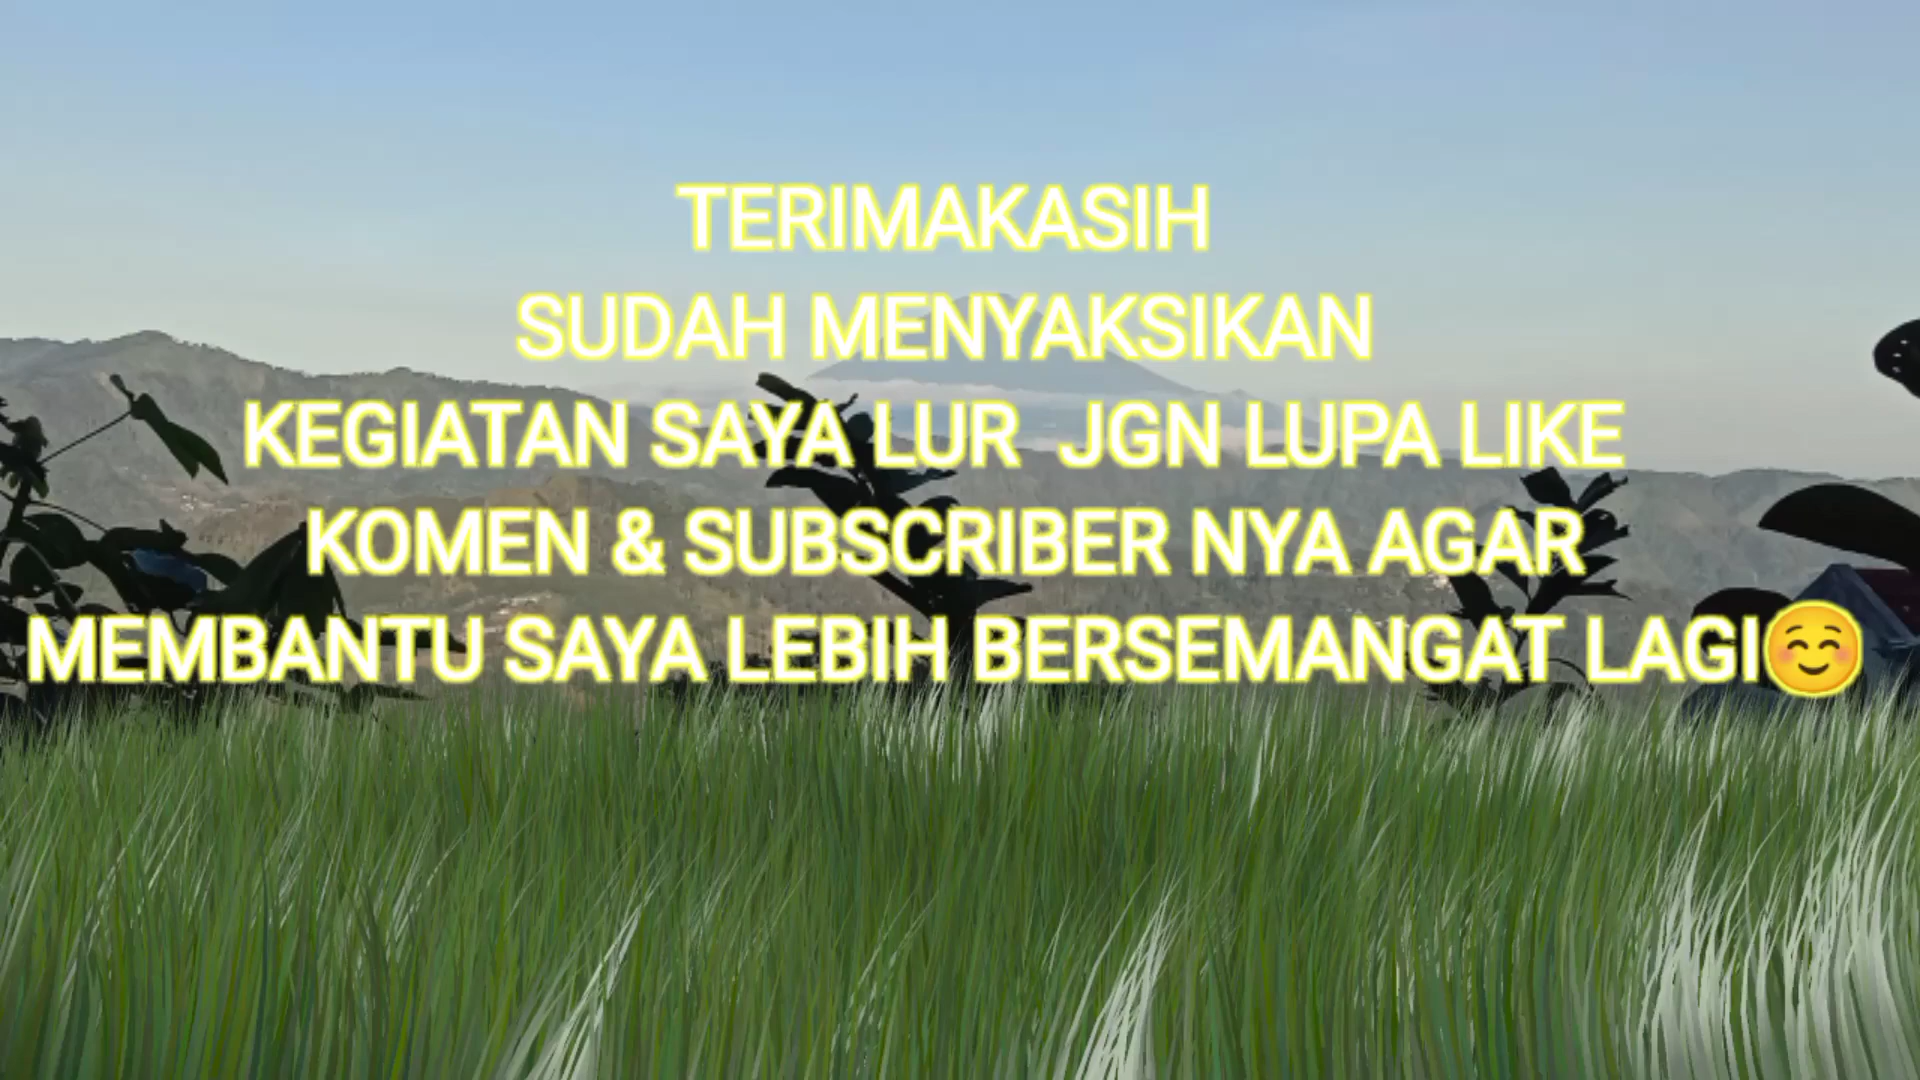 TERIMAKASIH
SUDAH MENYAKSIKAN
KEGIATAN SAYA LUR JGN LUPA LIKE
KOMEN & SUBSCRIBER NYA AGAR
MEMBANTU SAYA LEBIH BERSEMANGAT LAGI☺️